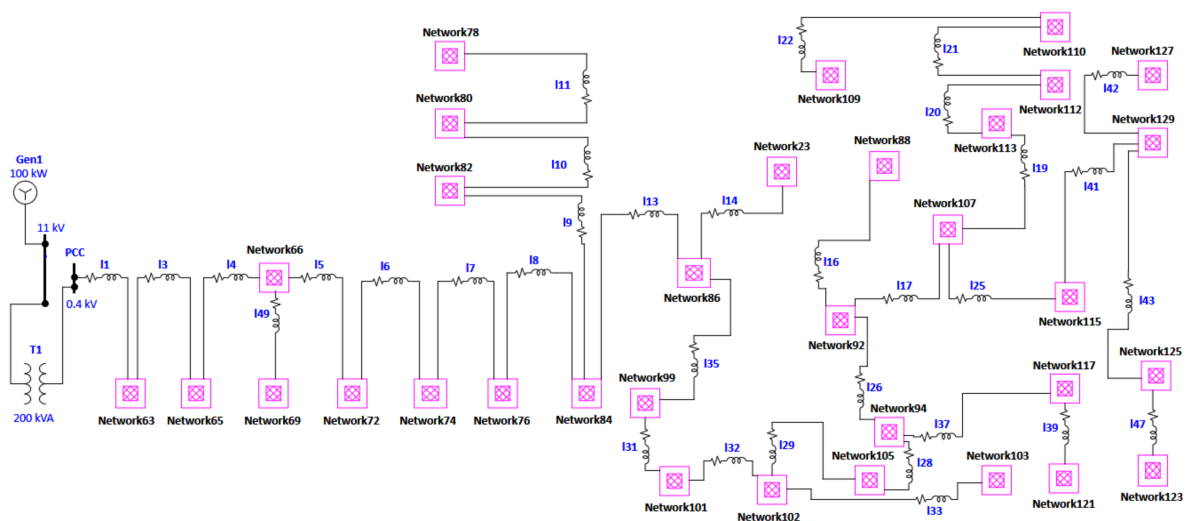 Network78
l11
Network80
l10
Network82
l9
Gen1
100 kW
11 kV
PCC
0.4 kV
T1
200 kVA
l1
l3
l4
Network66
l5
l49
l6
l7
l8
Network63
Network65
Network69
Network72
Network74
Network76
Network84
l13
l14
Network23
Network86
l35
Network99
l31
Network101
l32
Network102
l29
Network105
l28
l33
Network103
Network88
l16
Network92
l17
l26
Network94
l37
Network117
l39
Network121
Network107
l25
Network115
l19
Network113
l20
Network112
l21
Network110
l22
Network109
l41
Network129
l42
Network127
l43
Network125
l47
Network123